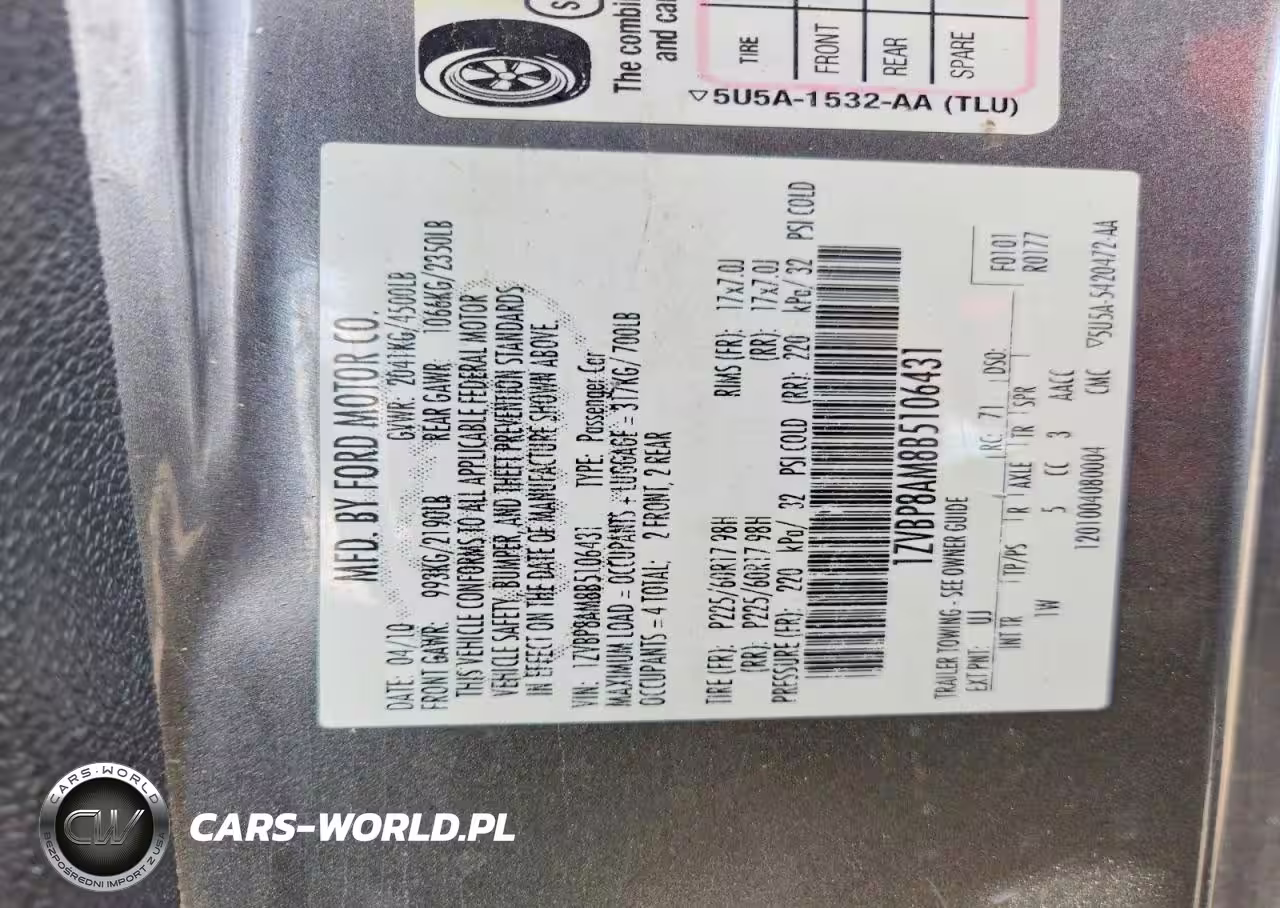 The combi
and ca
TIRE FRONT REAR SPARE
▽5U5A-1532-AA (TLU)
MFD. BY FORD MOTOR CO.
DATE: 04/10 GVWR: 2041KG/4500LB
FRONT GAWR: 993KG/2190LB REAR GAWR: 1066KG/2350LB
THIS VEHICLE CONFORMS TO ALL APPLICABLE FEDERAL MOTOR
VEHICLE SAFETY, BUMPER, AND THEFT PREVENTION STANDARDS
IN EFFECT ON THE DATE OF MANUFACTURE SHOWN ABOVE.
VIN: 1ZVBP8AM8B5106431 TYPE: Passenger Car
MAXIMUM LOAD = OCCUPANTS + LUGGAGE = 317KG/ 700LB
OCCUPANTS = 4 TOTAL; 2 FRONT, 2 REAR
TIRE (FR): P225/60R17 98H RIMS (FR): 17x7.0J
(RR): P225/60R17 98H (RR): 17x7.0J
PRESSURE (FR): 220 kPa/ 32 PSI COLD (RR): 220 kPa/ 32 PSI COLD
1ZVBP8AM8B5106431
TRAILER TOWING - SEE OWNER GUIDE
F0101
R0177
EXT PNT: UJ RC: 71 DSO:
INT TR TP/PS R AXLE TR SPR
1W 5 CC 3 AACC
12010040080004 CMC ▽5U5A-5420472-AA
CARS-WORLD
CW
BEZPOŚREDNI IMPORT Z USA
CARS-WORLD.PL